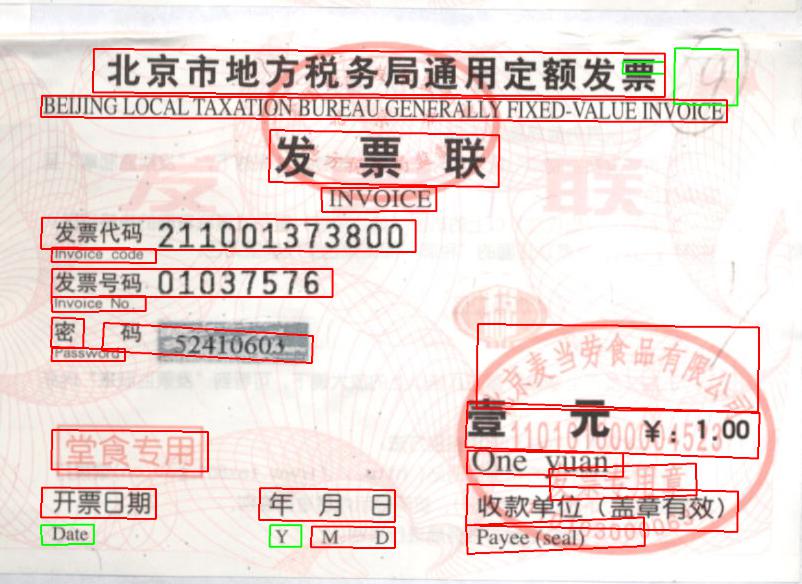 北京市地方税务局通用定额发票
BEIJING LOCAL TAXATION BUREAU GENERALLY FIXED-VALUE INVOICE
发票联
INVOICE
发票代码 211001373800
Invoice code
发票号码 01037576
Invoice No.
密 码 52410603
Password
北京麦当劳食品有限公司
壹 元 ￥: 1.00
110101000004523
One yuan
堂食专用
发票专用章
开票日期 年 月 日
收款单位（盖章有效）
Date Y M D
Payee (seal)